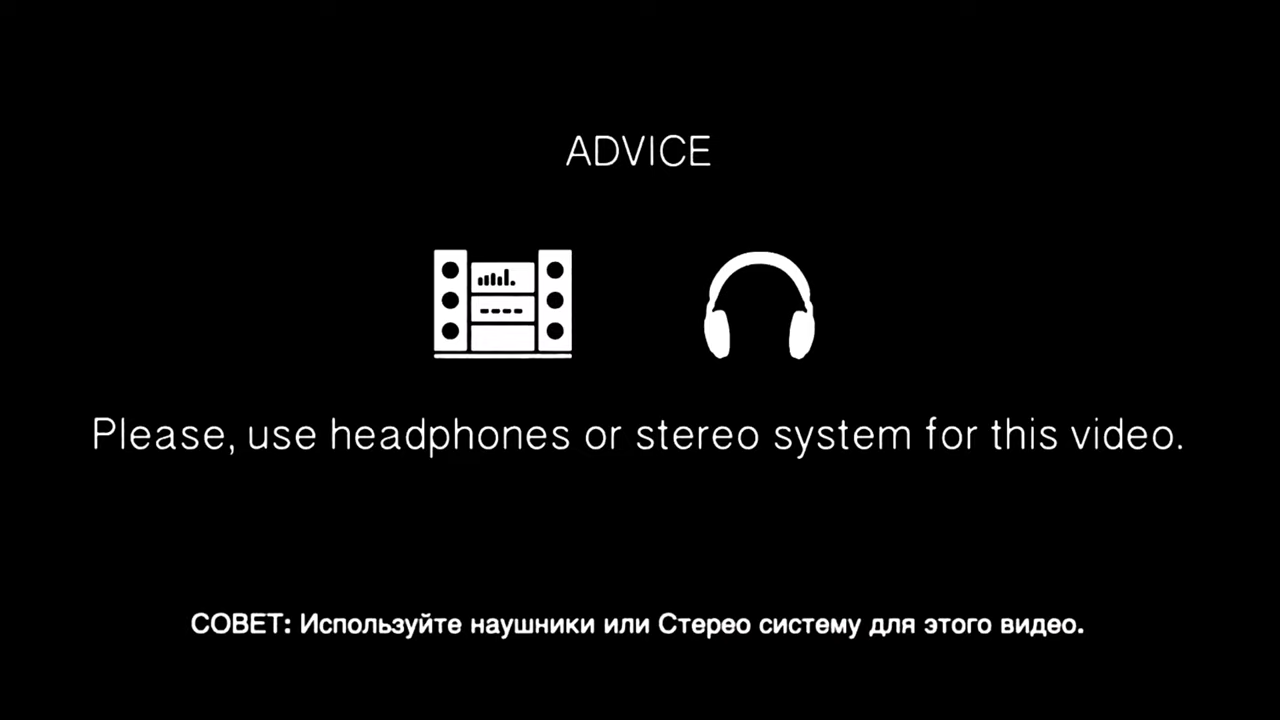 ADVICE
Please, use headphones or stereo system for this video.
СОВЕТ: Используйте наушники или Стерео систему для этого видео.